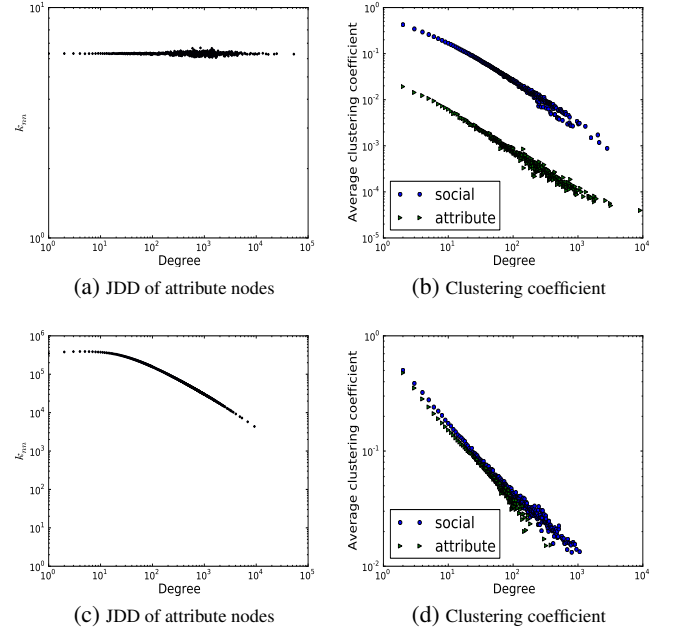 10^1
k_nn
10^0
10^0 10^1 10^2 10^3 10^4 10^5
Degree
(a) JDD of attribute nodes
10^0
10^-1
10^-2
10^-3
10^-4
10^-5
Average clustering coefficient
social
attribute
10^0 10^1 10^2 10^3 10^4
Degree
(b) Clustering coefficient
10^6
10^5
10^4
10^3
10^2
10^1
10^0
k_nn
10^0 10^1 10^2 10^3 10^4 10^5
Degree
(c) JDD of attribute nodes
10^0
10^-1
10^-2
Average clustering coefficient
social
attribute
10^0 10^1 10^2 10^3 10^4
Degree
(d) Clustering coefficient